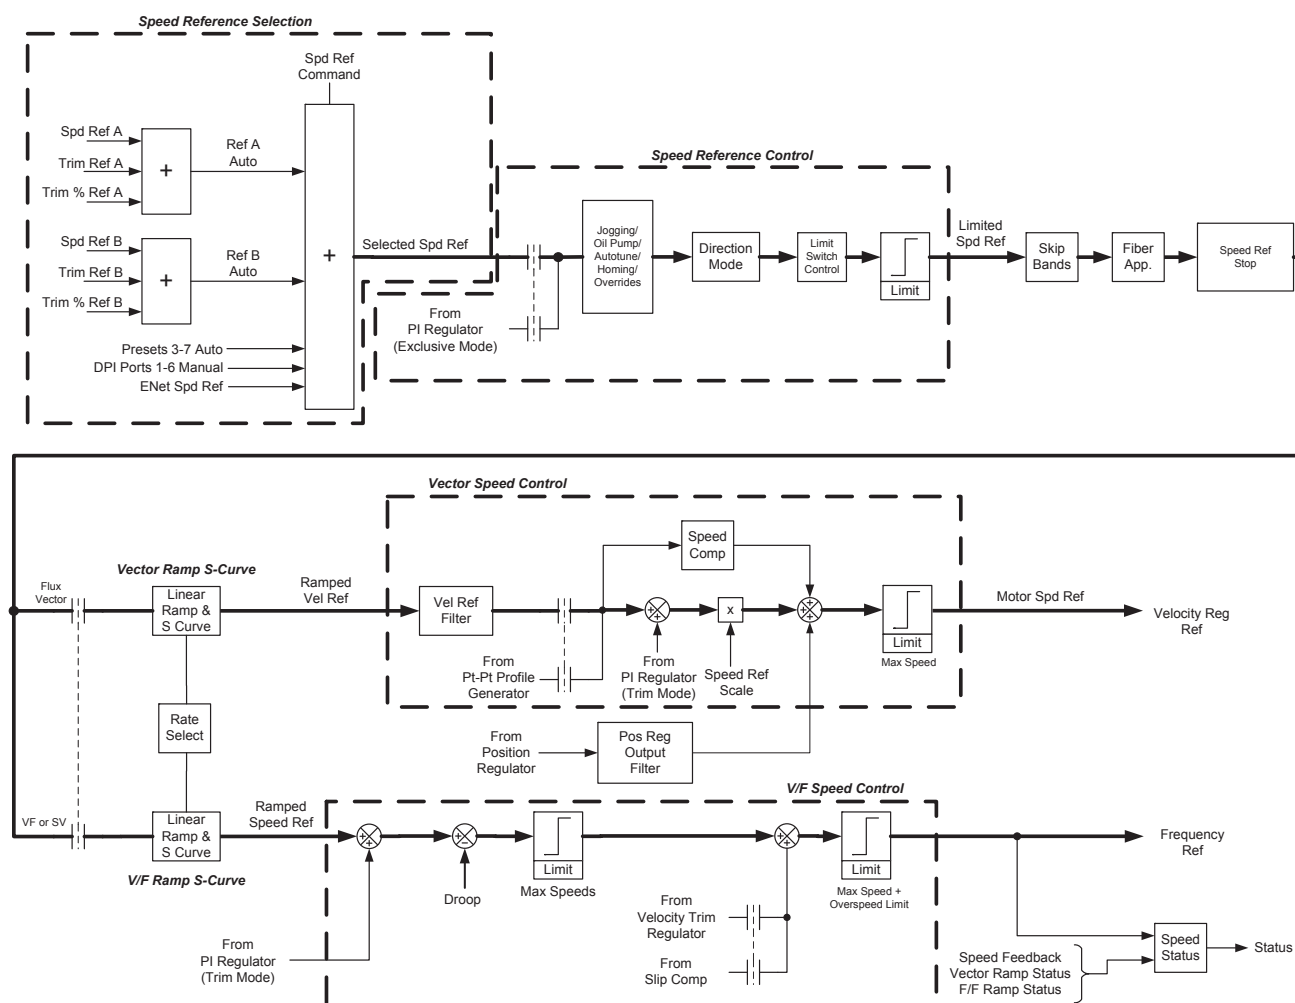 Speed Reference Selection
Spd Ref
Command
Spd Ref A
Trim Ref A
Trim % Ref A
+
Ref A
Auto
Spd Ref B
Trim Ref B
Trim % Ref B
+
Ref B
Auto
Presets 3-7 Auto
DPI Ports 1-6 Manual
ENet Spd Ref
+
Selected Spd Ref
Speed Reference Control
From
PI Regulator
(Exclusive Mode)
Jogging/
Oil Pump/
Autotune/
Homing/
Overrides
Direction
Mode
Limit
Switch
Control
Limit
Limited
Spd Ref
Skip
Bands
Fiber
App.
Speed Ref
Stop
Vector Speed Control
Flux
Vector
Vector Ramp S-Curve
Linear
Ramp &
S Curve
Ramped
Vel Ref
Vel Ref
Filter
From
Pt-Pt Profile
Generator
+
+
From
PI Regulator
(Trim Mode)
x
Speed Ref
Scale
Speed
Comp
+
+
+
Limit
Max Speed
Motor Spd Ref
Velocity Reg
Ref
Rate
Select
From
Position
Regulator
Pos Reg
Output
Filter
V/F Speed Control
VF or SV
Linear
Ramp &
S Curve
V/F Ramp S-Curve
Ramped
Speed Ref
+
+
From
PI Regulator
(Trim Mode)
+
−
Droop
Limit
Max Speeds
+
+
From
Velocity Trim
Regulator
From
Slip Comp
Limit
Max Speed +
Overspeed Limit
Frequency
Ref
Speed Feedback
Vector Ramp Status
F/F Ramp Status
Speed
Status
Status